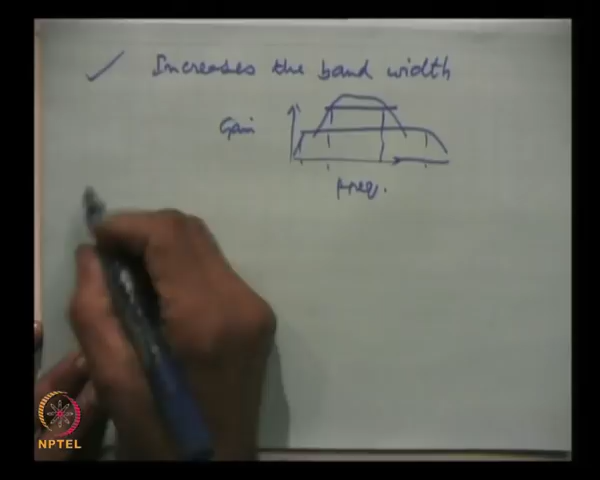 Increases the band width
Gain
Freq.
NPTEL